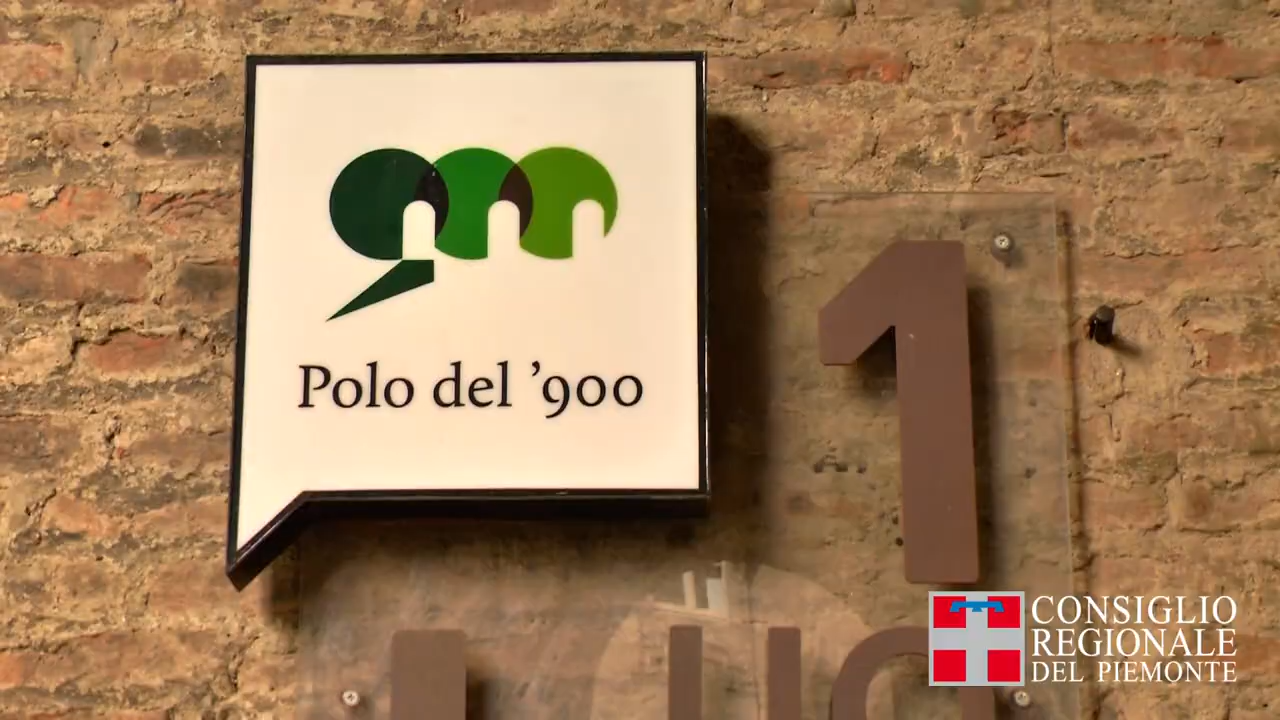 Polo del ’900
1
CONSIGLIO
REGIONALE
DEL PIEMONTE